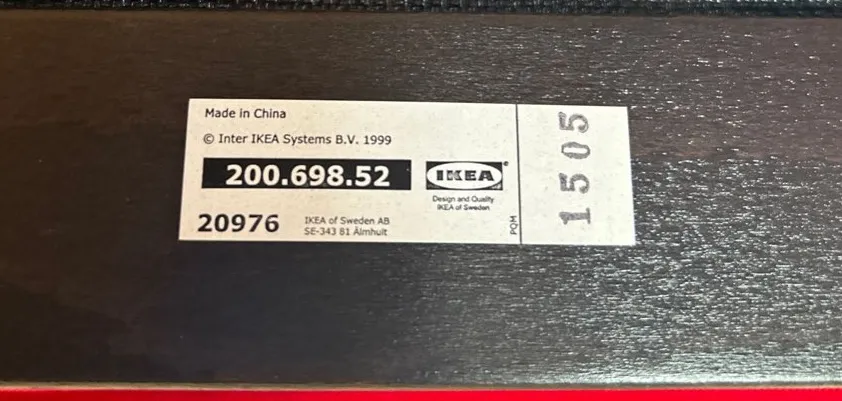 Made in China
© Inter IKEA Systems B.V. 1999
200.698.52
IKEA
®
Design and Quality
IKEA of Sweden
20976
IKEA of Sweden AB
SE-343 81 Älmhult
PQM
1505